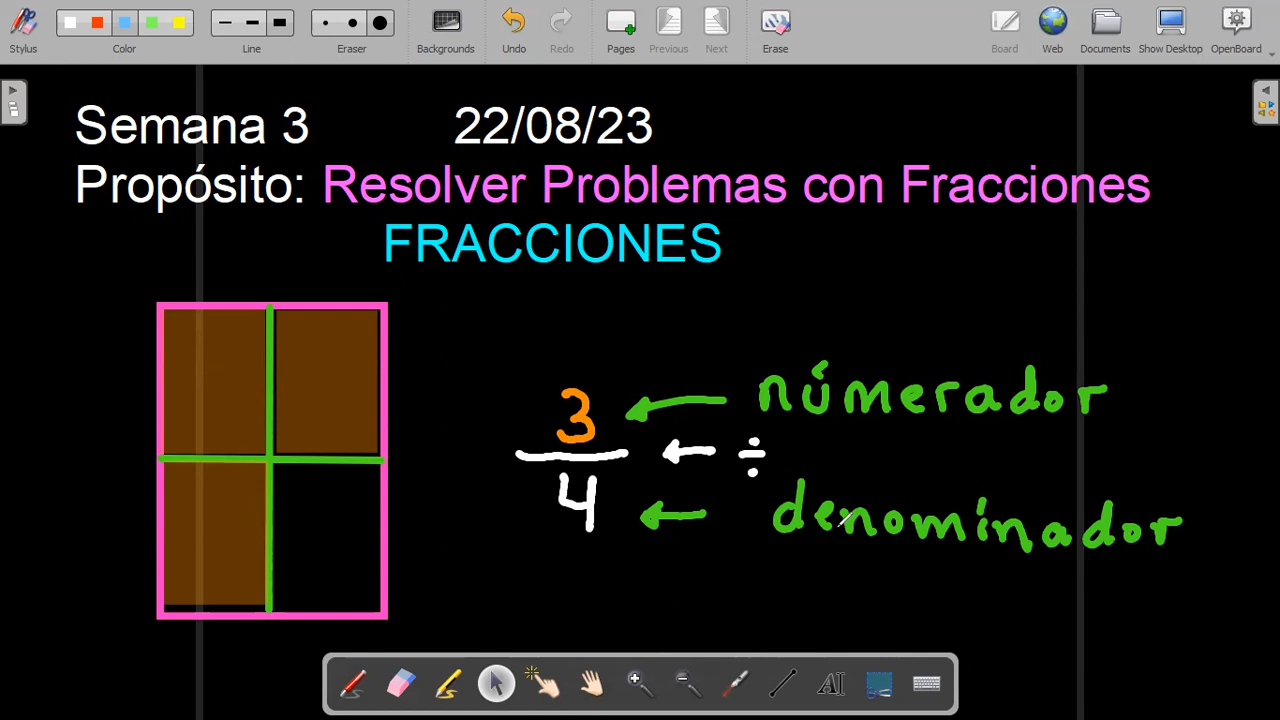 Stylus Color Line Eraser Backgrounds Undo Redo Pages Previous Next Erase Board Web Documents Show Desktop OpenBoard
Semana 3 22/08/23
Propósito: Resolver Problemas con Fracciones
FRACCIONES
3 ← númerador
← ÷
4 ← denominador
AI